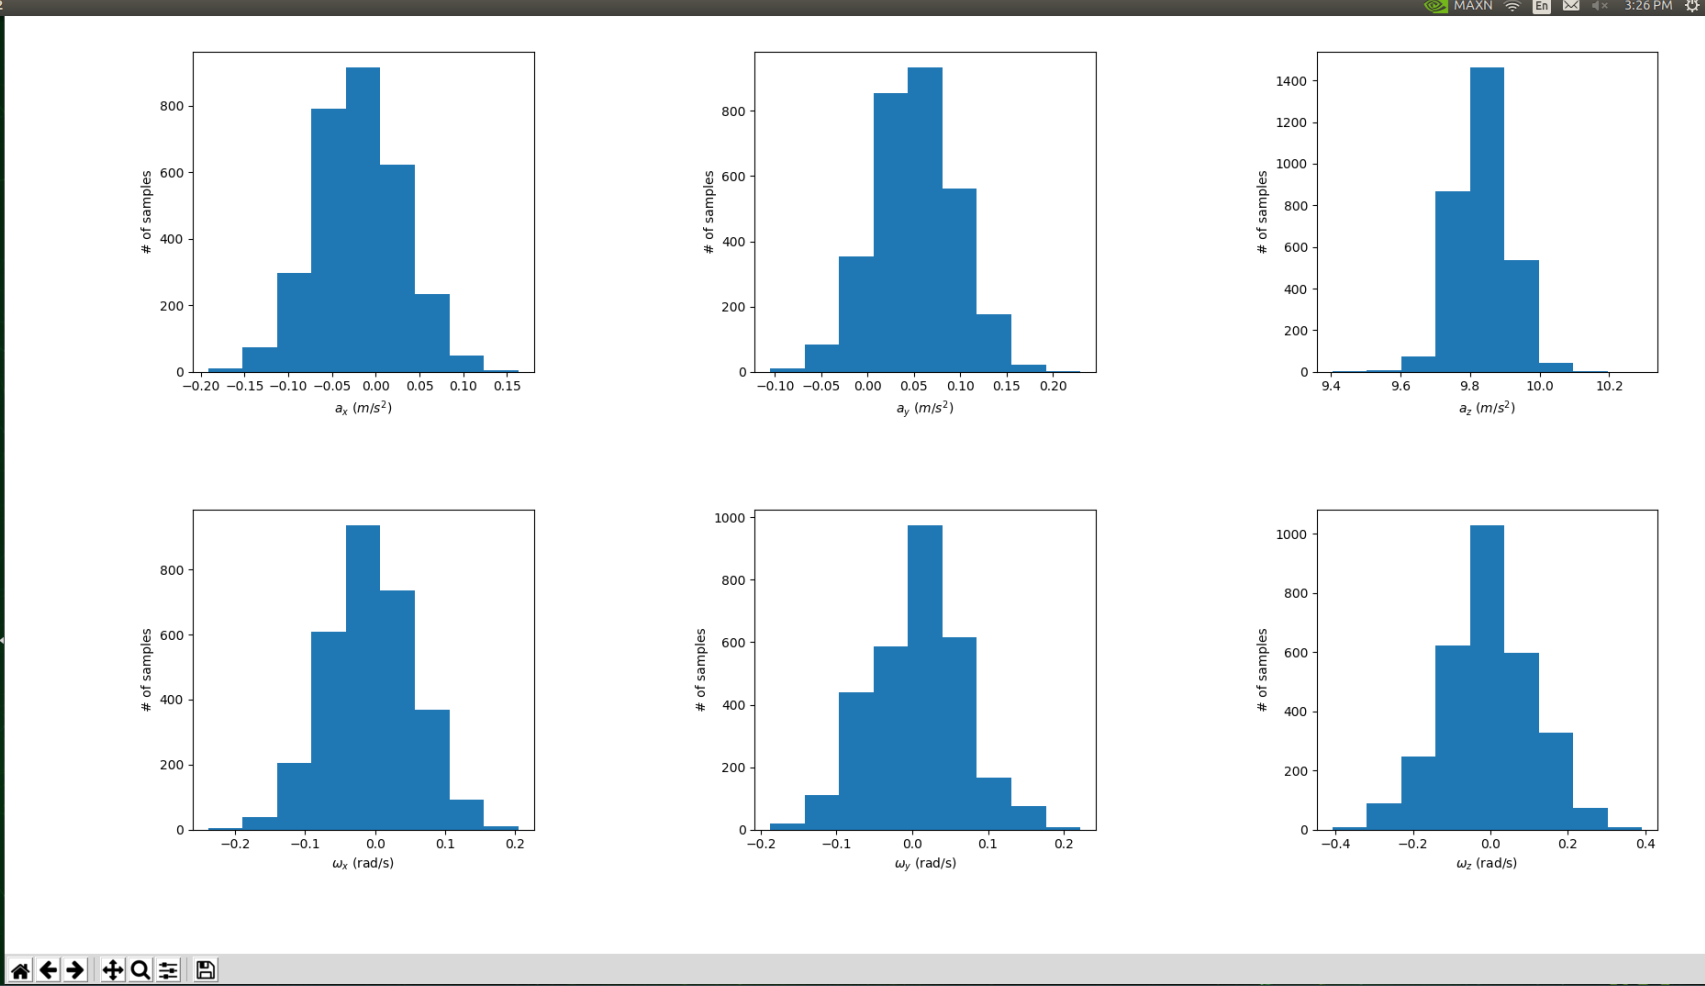 MAXN En 3:26 PM
800
600
400
200
0
# of samples
−0.20 −0.15 −0.10 −0.05 0.00 0.05 0.10 0.15
aₓ (m/s²)
800
600
400
200
0
# of samples
−0.10 −0.05 0.00 0.05 0.10 0.15 0.20
a_y (m/s²)
1400
1200
1000
800
600
400
200
0
# of samples
9.4 9.6 9.8 10.0 10.2
a_z (m/s²)
800
600
400
200
0
# of samples
−0.2 −0.1 0.0 0.1 0.2
ωₓ (rad/s)
1000
800
600
400
200
0
# of samples
−0.2 −0.1 0.0 0.1 0.2
ω_y (rad/s)
1000
800
600
400
200
0
# of samples
−0.4 −0.2 0.0 0.2 0.4
ω_z (rad/s)